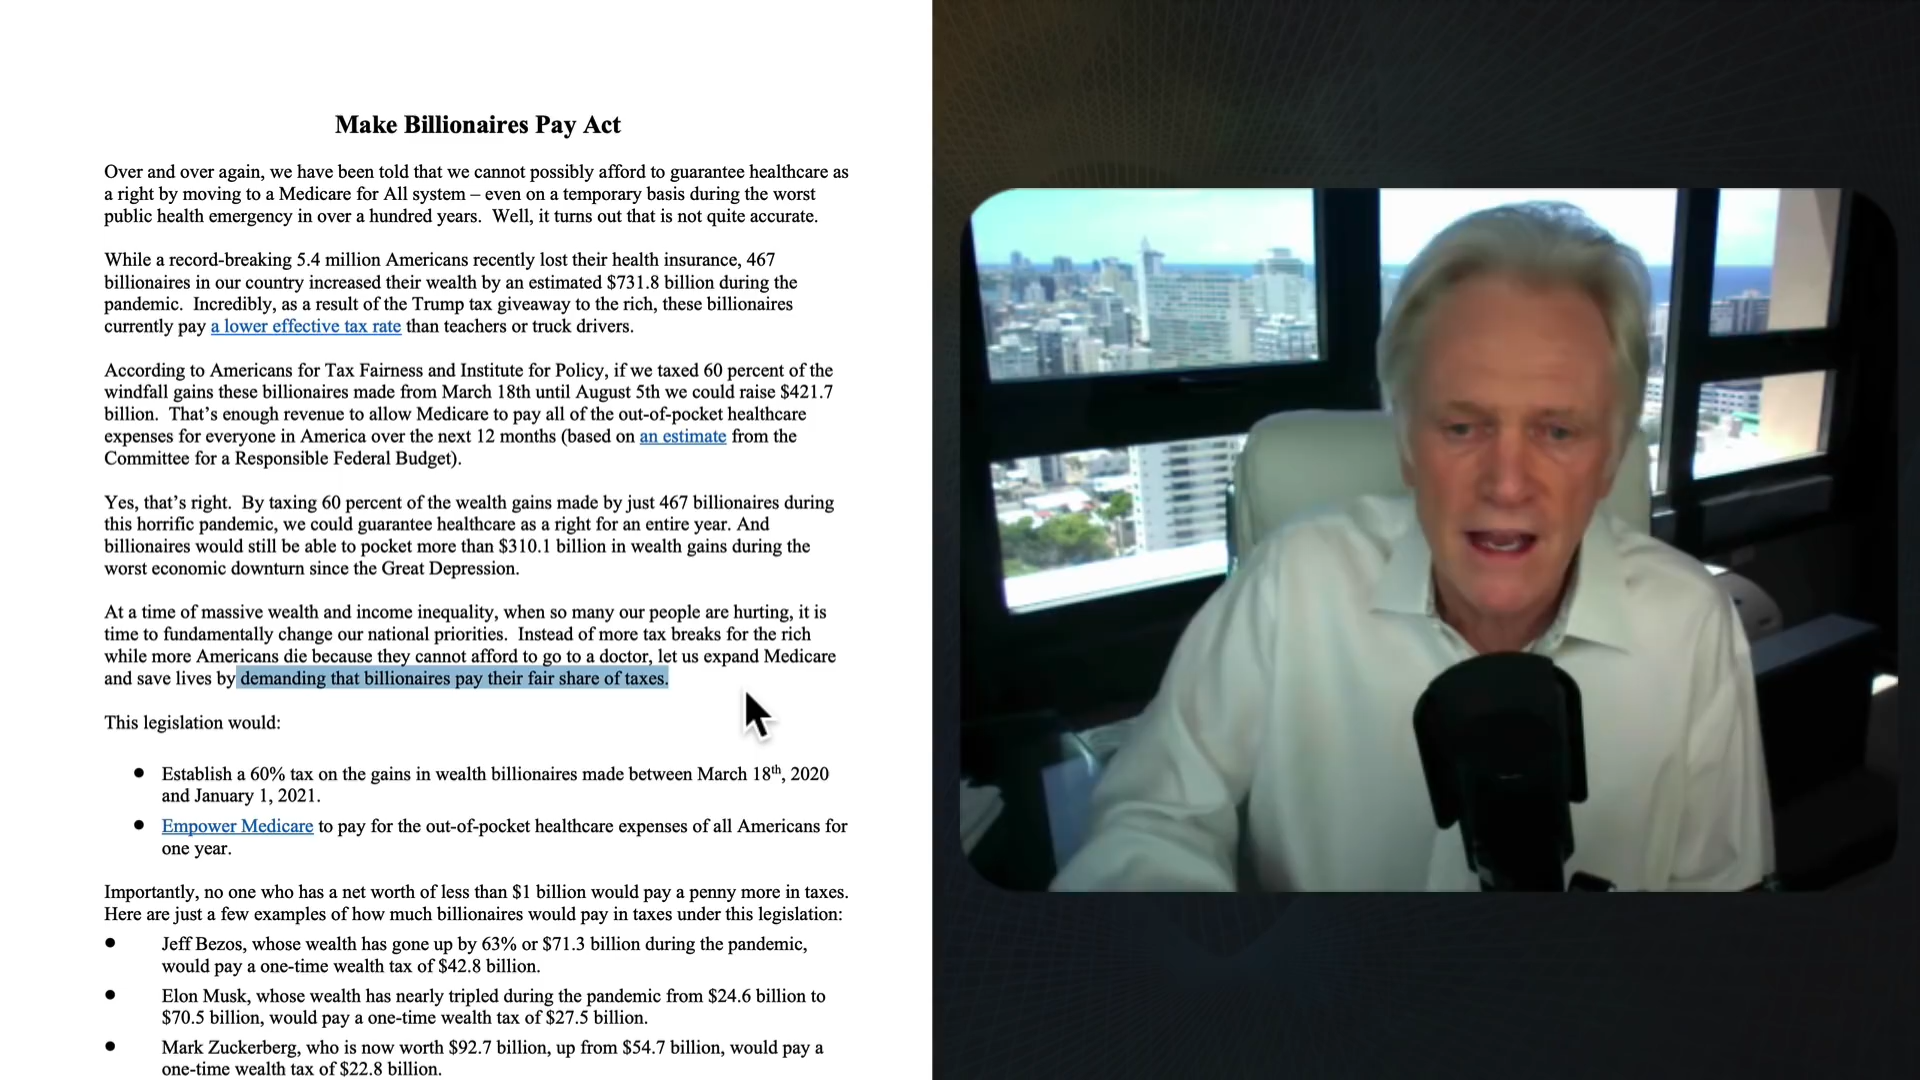 Make Billionaires Pay Act
Over and over again, we have been told that we cannot possibly afford to guarantee healthcare as
a right by moving to a Medicare for All system – even on a temporary basis during the worst
public health emergency in over a hundred years.  Well, it turns out that is not quite accurate.
While a record-breaking 5.4 million Americans recently lost their health insurance, 467
billionaires in our country increased their wealth by an estimated $731.8 billion during the
pandemic.  Incredibly, as a result of the Trump tax giveaway to the rich, these billionaires
currently pay a lower effective tax rate than teachers or truck drivers.
According to Americans for Tax Fairness and Institute for Policy, if we taxed 60 percent of the
windfall gains these billionaires made from March 18th until August 5th we could raise $421.7
billion.  That’s enough revenue to allow Medicare to pay all of the out-of-pocket healthcare
expenses for everyone in America over the next 12 months (based on an estimate from the
Committee for a Responsible Federal Budget).
Yes, that’s right.  By taxing 60 percent of the wealth gains made by just 467 billionaires during
this horrific pandemic, we could guarantee healthcare as a right for an entire year. And
billionaires would still be able to pocket more than $310.1 billion in wealth gains during the
worst economic downturn since the Great Depression.
At a time of massive wealth and income inequality, when so many our people are hurting, it is
time to fundamentally change our national priorities.  Instead of more tax breaks for the rich
while more Americans die because they cannot afford to go to a doctor, let us expand Medicare
and save lives by demanding that billionaires pay their fair share of taxes.
This legislation would:
● Establish a 60% tax on the gains in wealth billionaires made between March 18th, 2020
and January 1, 2021.
● Empower Medicare to pay for the out-of-pocket healthcare expenses of all Americans for
one year.
Importantly, no one who has a net worth of less than $1 billion would pay a penny more in taxes.
Here are just a few examples of how much billionaires would pay in taxes under this legislation:
● Jeff Bezos, whose wealth has gone up by 63% or $71.3 billion during the pandemic,
would pay a one-time wealth tax of $42.8 billion.
● Elon Musk, whose wealth has nearly tripled during the pandemic from $24.6 billion to
$70.5 billion, would pay a one-time wealth tax of $27.5 billion.
● Mark Zuckerberg, who is now worth $92.7 billion, up from $54.7 billion, would pay a
one-time wealth tax of $22.8 billion.